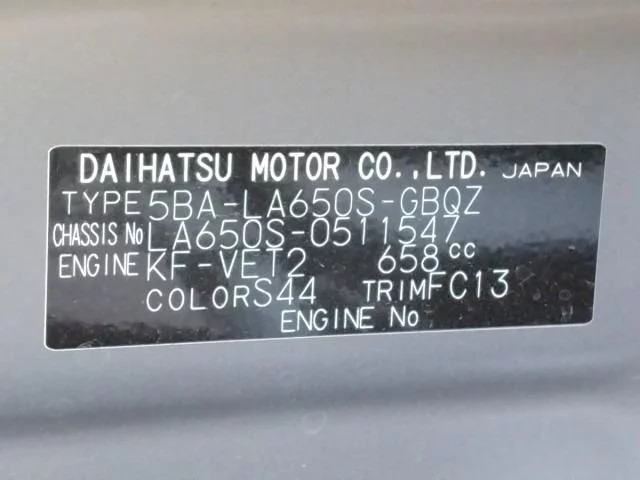 DAIHATSU MOTOR CO.,LTD. JAPAN
TYPE 5BA-LA650S-GBQZ
CHASSIS No LA650S-0511547
ENGINE KF-VET2 658cc
COLOR S44 TRIM FC13
ENGINE No